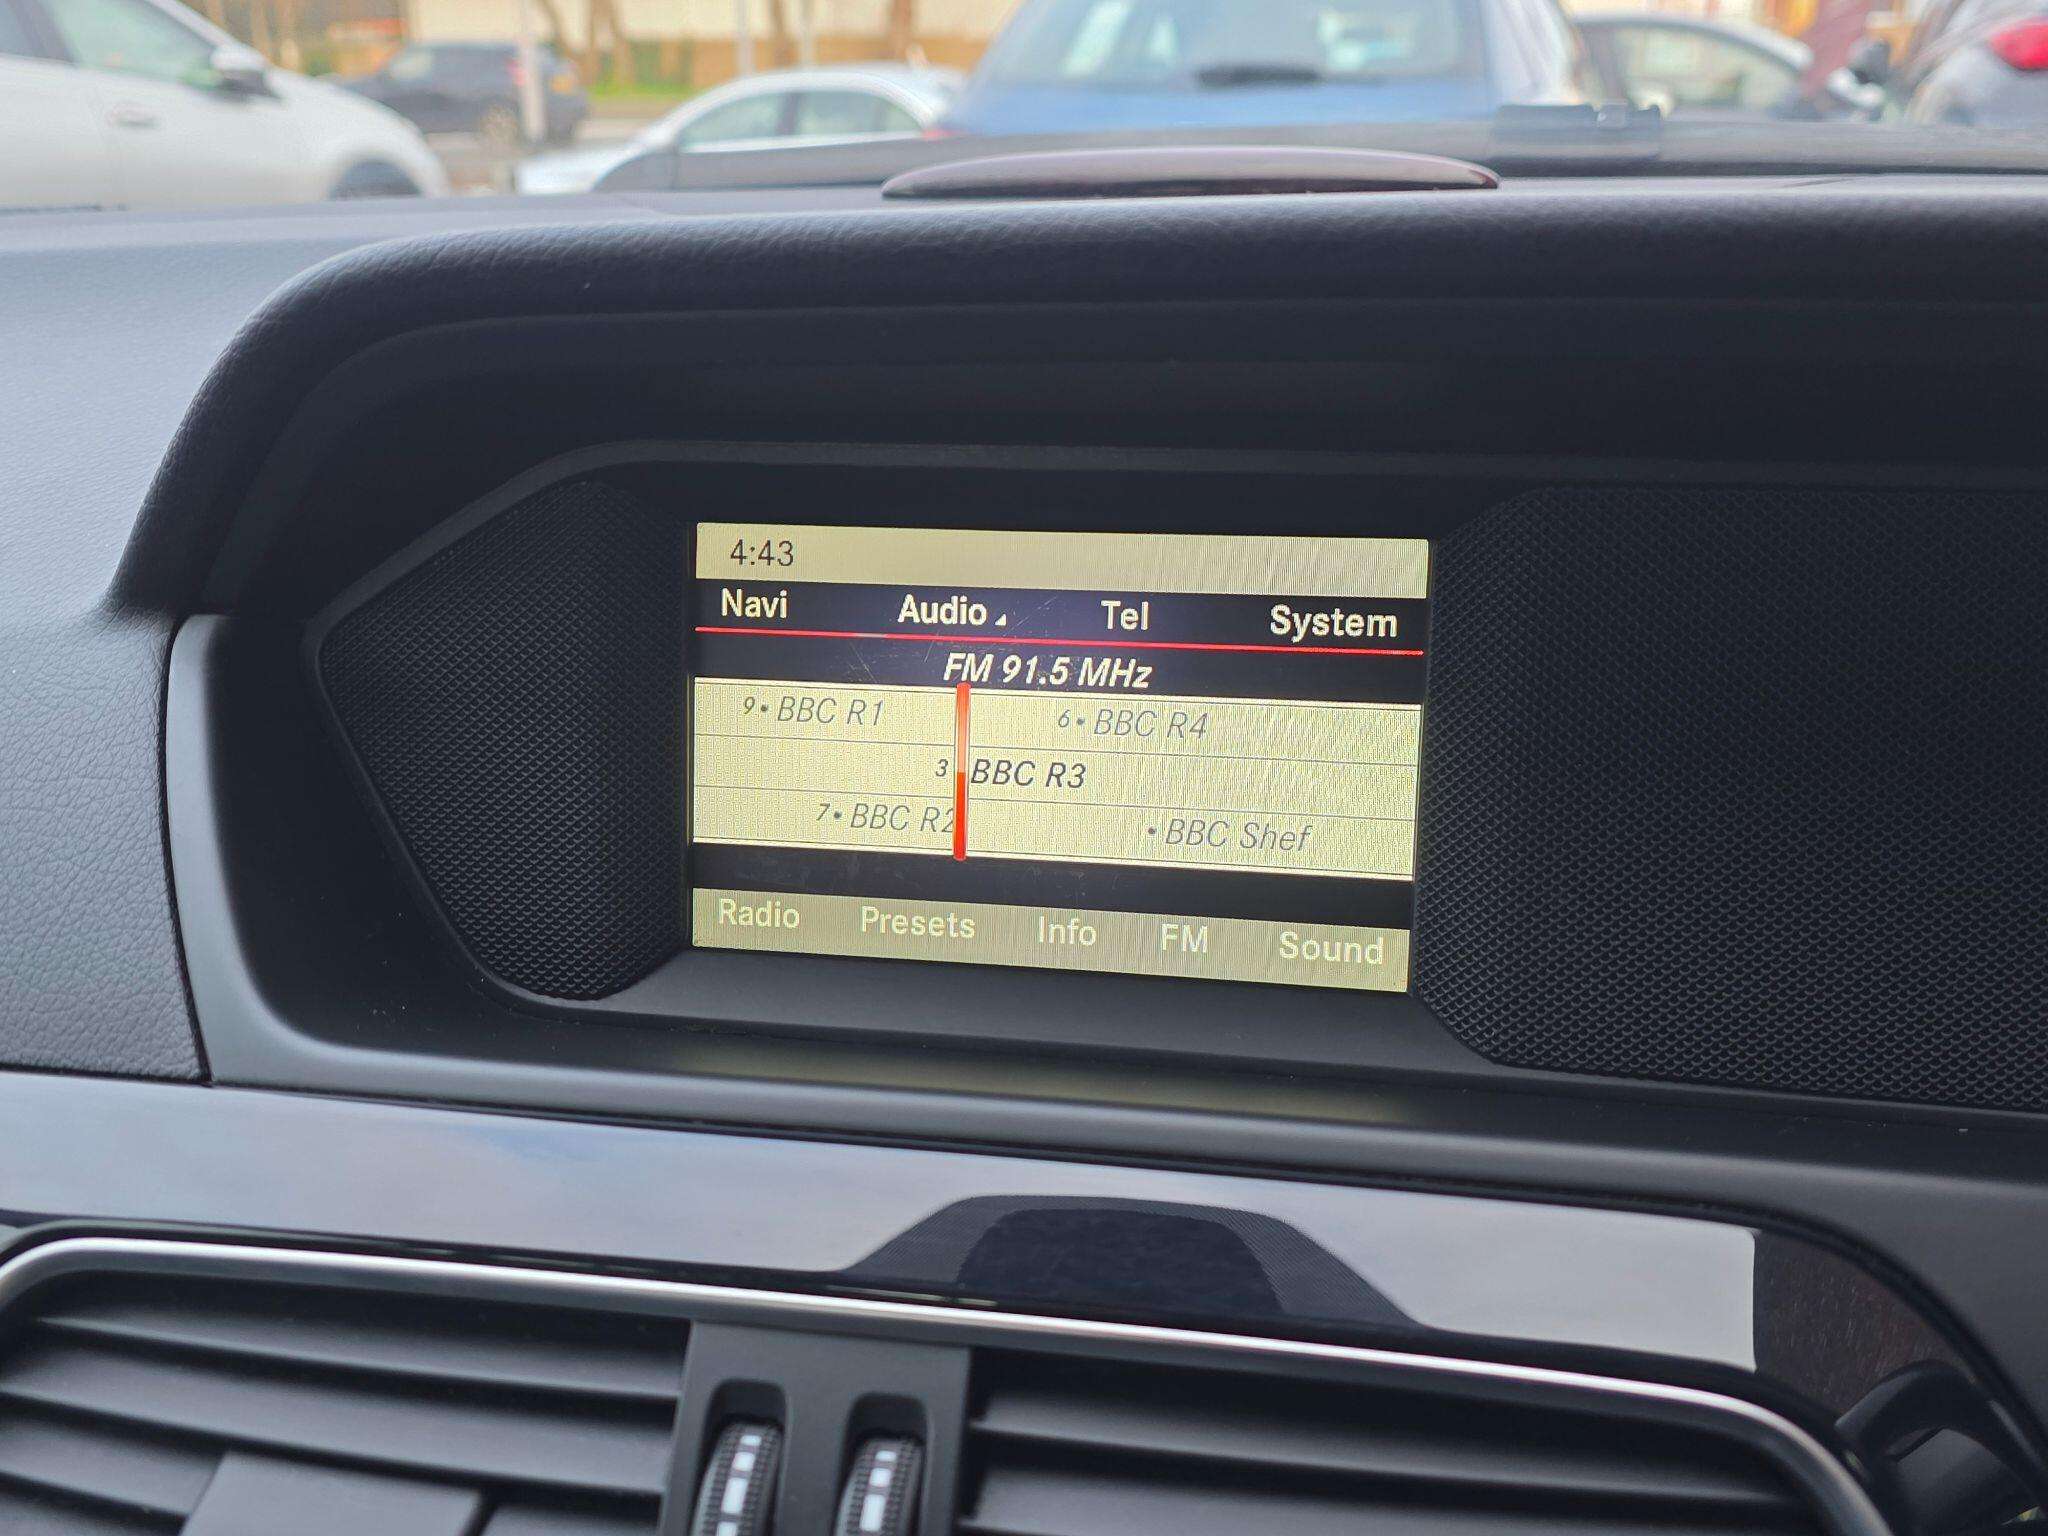 4:43
Navi Audio Tel System
FM 91.5 MHz
9• BBC R1 6• BBC R4
3 BBC R3
7• BBC R2 • BBC Shef
Radio Presets Info FM Sound